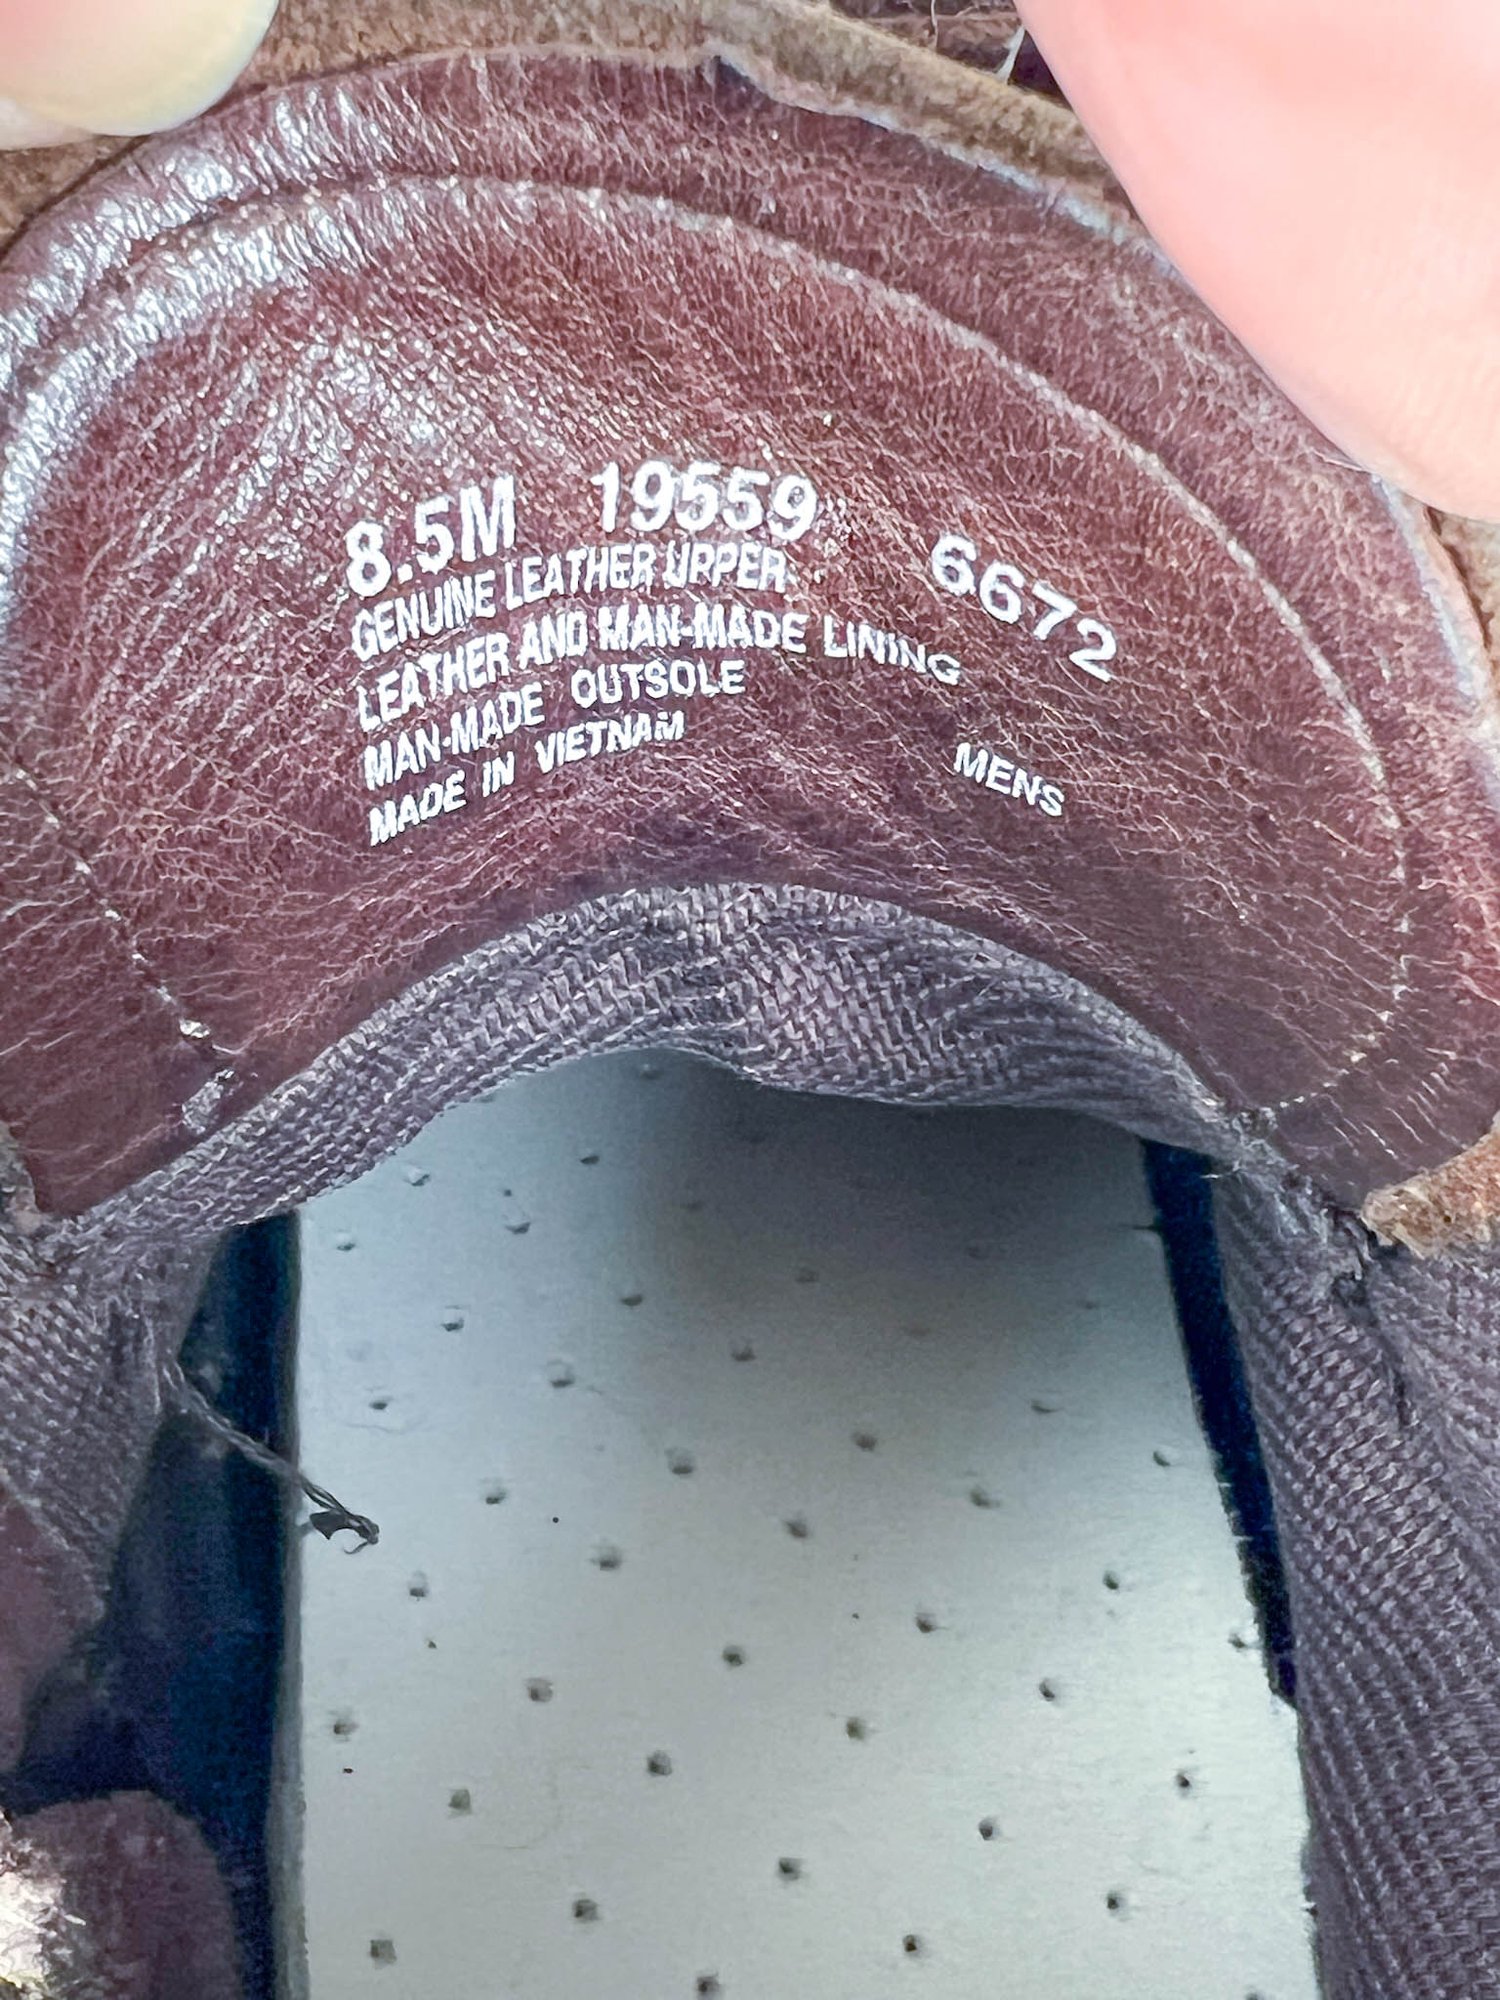 8.5M 19559 6672
GENUINE LEATHER UPPER
LEATHER AND MAN-MADE LINING
MAN-MADE OUTSOLE
MADE IN VIETNAM
MENS